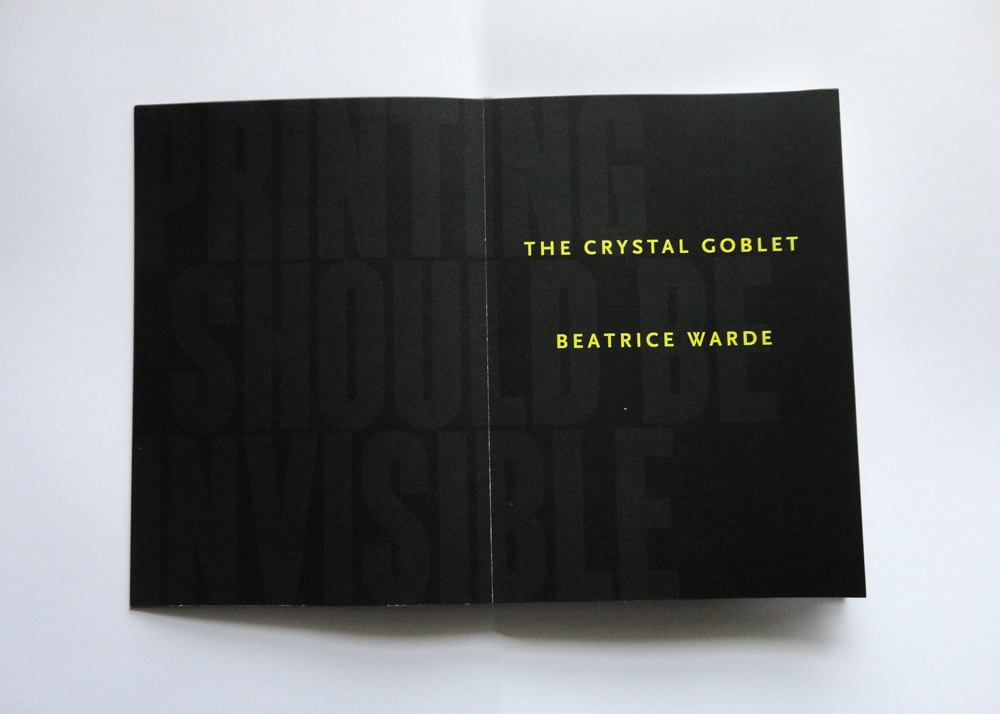 PRINTING
SHOULD BE
INVISIBLE
THE CRYSTAL GOBLET
BEATRICE WARDE